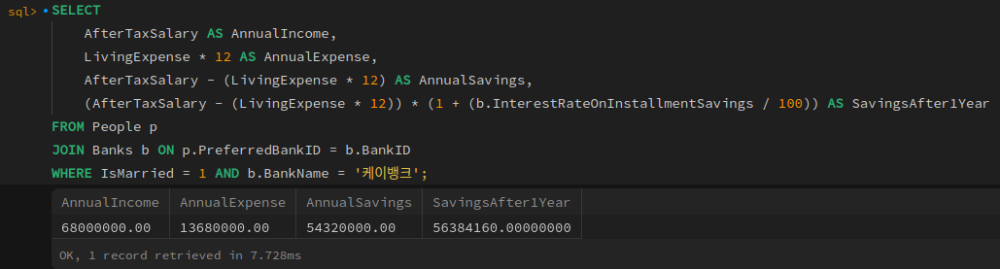 sql> SELECT
AfterTaxSalary AS AnnualIncome,
LivingExpense * 12 AS AnnualExpense,
AfterTaxSalary - (LivingExpense * 12) AS AnnualSavings,
(AfterTaxSalary - (LivingExpense * 12)) * (1 + (b.InterestRateOnInstallmentSavings / 100)) AS SavingsAfter1Year
FROM People p
JOIN Banks b ON p.PreferredBankID = b.BankID
WHERE IsMarried = 1 AND b.BankName = '케이뱅크';
AnnualIncome AnnualExpense AnnualSavings SavingsAfter1Year
68000000.00 13680000.00 54320000.00 56384160.00000000
OK, 1 record retrieved in 7.728ms